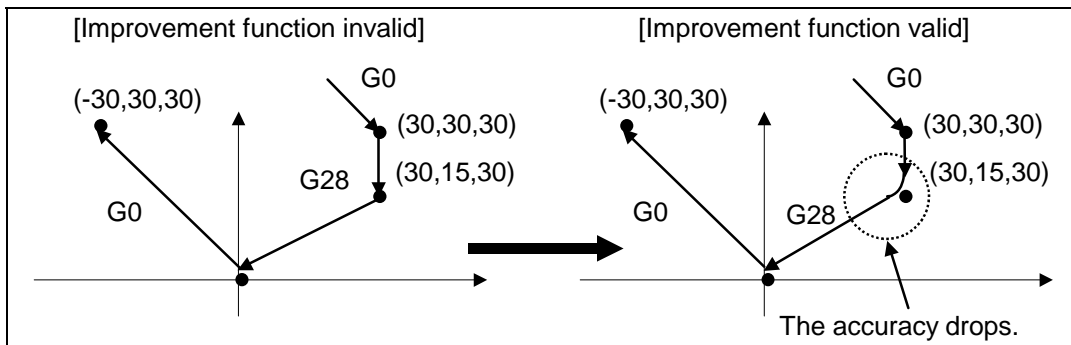 [Improvement function invalid]
G0
(-30,30,30)
(30,30,30)
(30,15,30)
G28
G0
[Improvement function valid]
G0
(-30,30,30)
(30,30,30)
(30,15,30)
G28
G0
The accuracy drops.